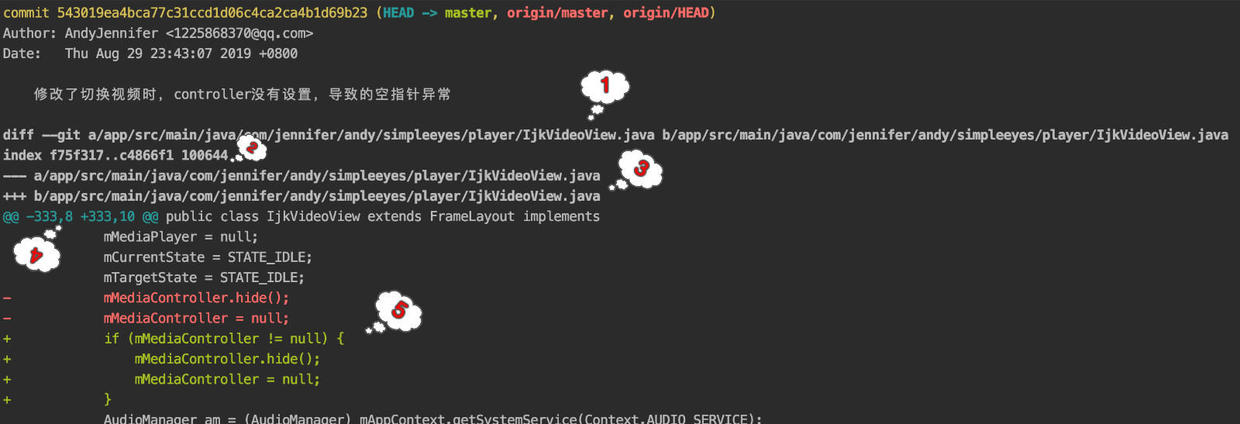 commit 543019ea4bca77c31ccd1d06c4ca2ca4b1d69b23 (HEAD -> master, origin/master, origin/HEAD)
Author: AndyJennifer <1225868370@qq.com>
Date:   Thu Aug 29 23:43:07 2019 +0800
修改了切换视频时, controller没有设置, 导致的空指针异常
1
diff --git a/app/src/main/java/com/jennifer/andy/simpleeyes/player/IjkVideoView.java b/app/src/main/java/com/jennifer/andy/simpleeyes/player/IjkVideoView.java
index f75f317..c4866f1 100644
2
--- a/app/src/main/java/com/jennifer/andy/simpleeyes/player/IjkVideoView.java
3
+++ b/app/src/main/java/com/jennifer/andy/simpleeyes/player/IjkVideoView.java
@@ -333,8 +333,10 @@ public class IjkVideoView extends FrameLayout implements
mMediaPlayer = null;
4
mCurrentState = STATE_IDLE;
mTargetState = STATE_IDLE;
-            mMediaController.hide();
5
-            mMediaController = null;
+            if (mMediaController != null) {
+                mMediaController.hide();
+                mMediaController = null;
+            }
AudioManager am = (AudioManager) mAppContext.getSystemService(Context.AUDIO_SERVICE);